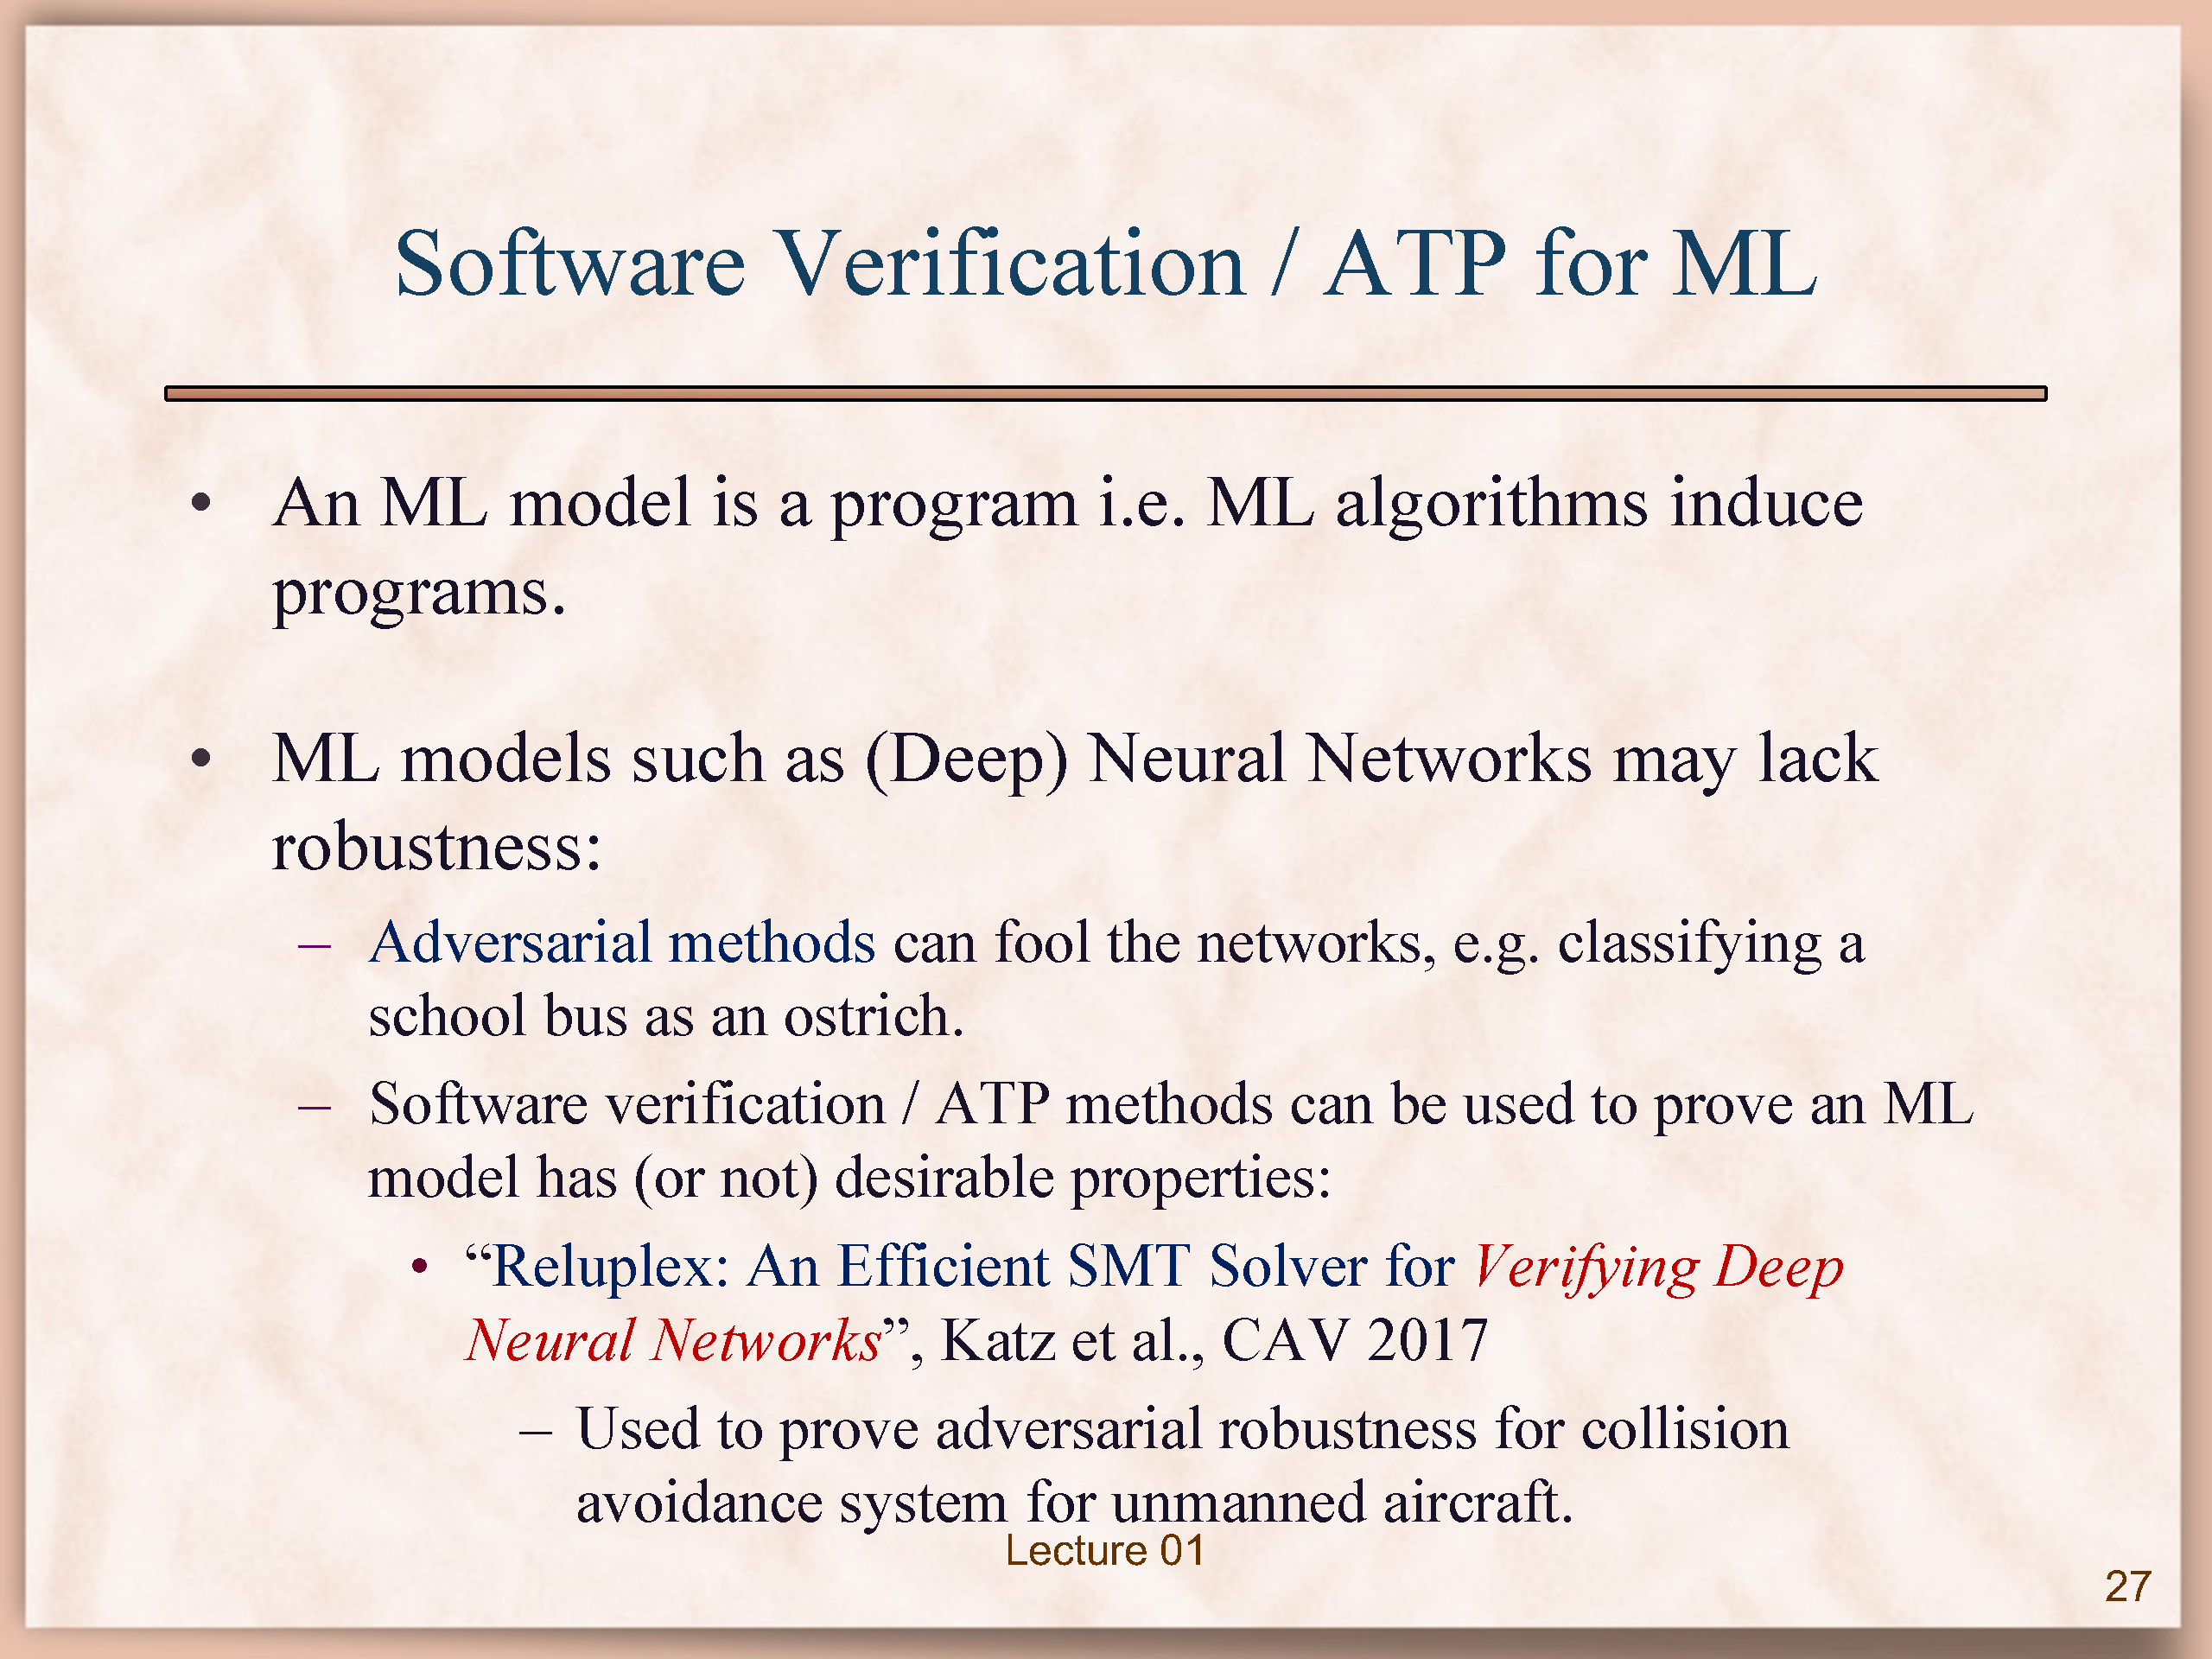 Software Verification / ATP for ML
• An ML model is a program i.e. ML algorithms induce
programs.
• ML models such as (Deep) Neural Networks may lack
robustness:
– Adversarial methods can fool the networks, e.g. classifying a
school bus as an ostrich.
– Software verification / ATP methods can be used to prove an ML
model has (or not) desirable properties:
• “Reluplex: An Efficient SMT Solver for Verifying Deep
Neural Networks”, Katz et al., CAV 2017
– Used to prove adversarial robustness for collision
avoidance system for unmanned aircraft.
Lecture 01
27